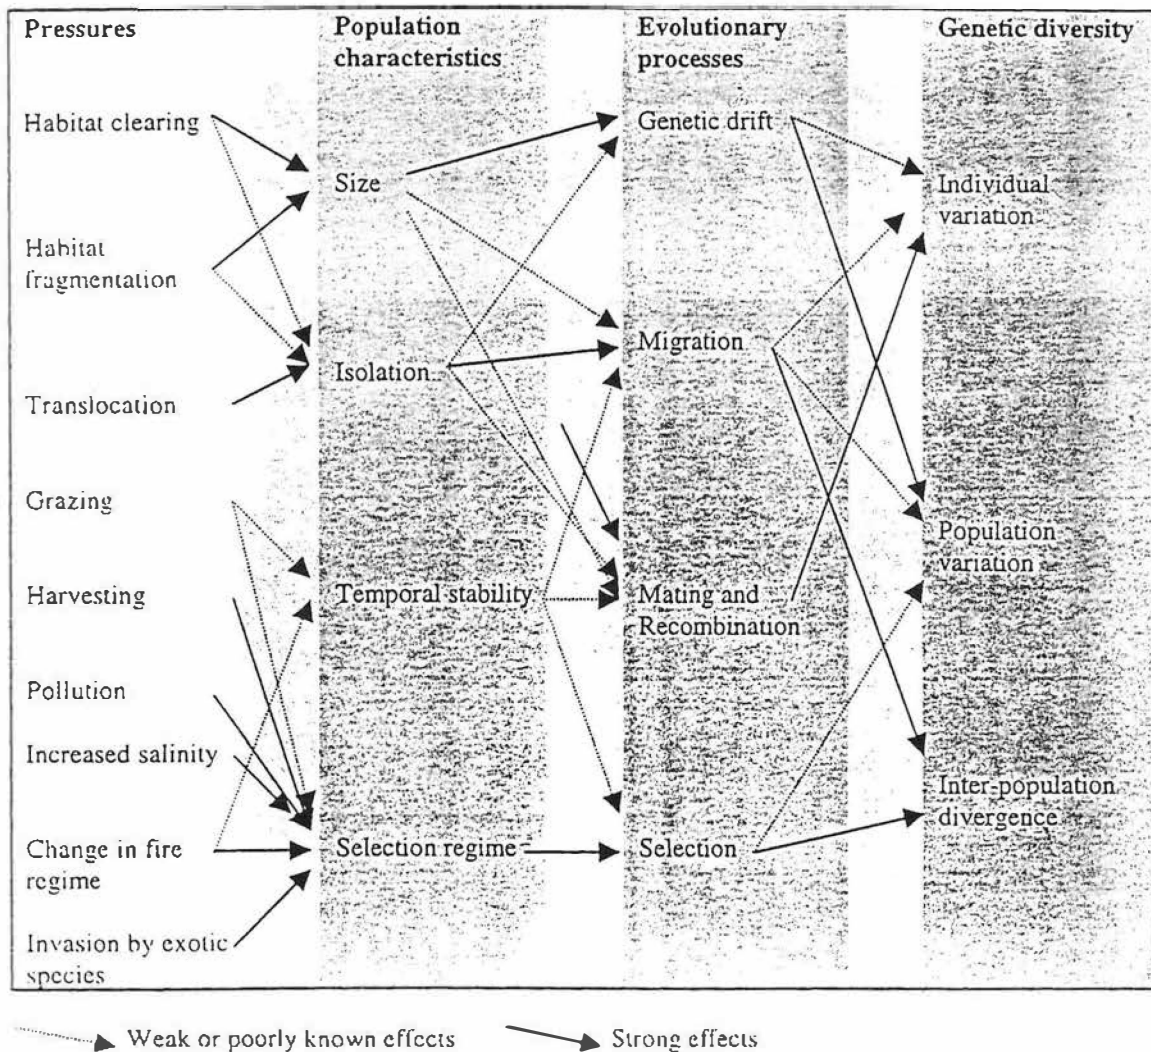 Pressures
Population
characteristics
Evolutionary
processes
Genetic diversity
Habitat clearing
Habitat
fragmentation
Translocation
Grazing
Harvesting
Pollution
Increased salinity
Change in fire
regime
Invasion by exotic
species
Size
Isolation
Temporal stability
Selection regime
Genetic drift
Migration
Mating and
Recombination
Selection
Individual
variation
Population
variation
Inter-population
divergence
Weak or poorly known effects
Strong effects